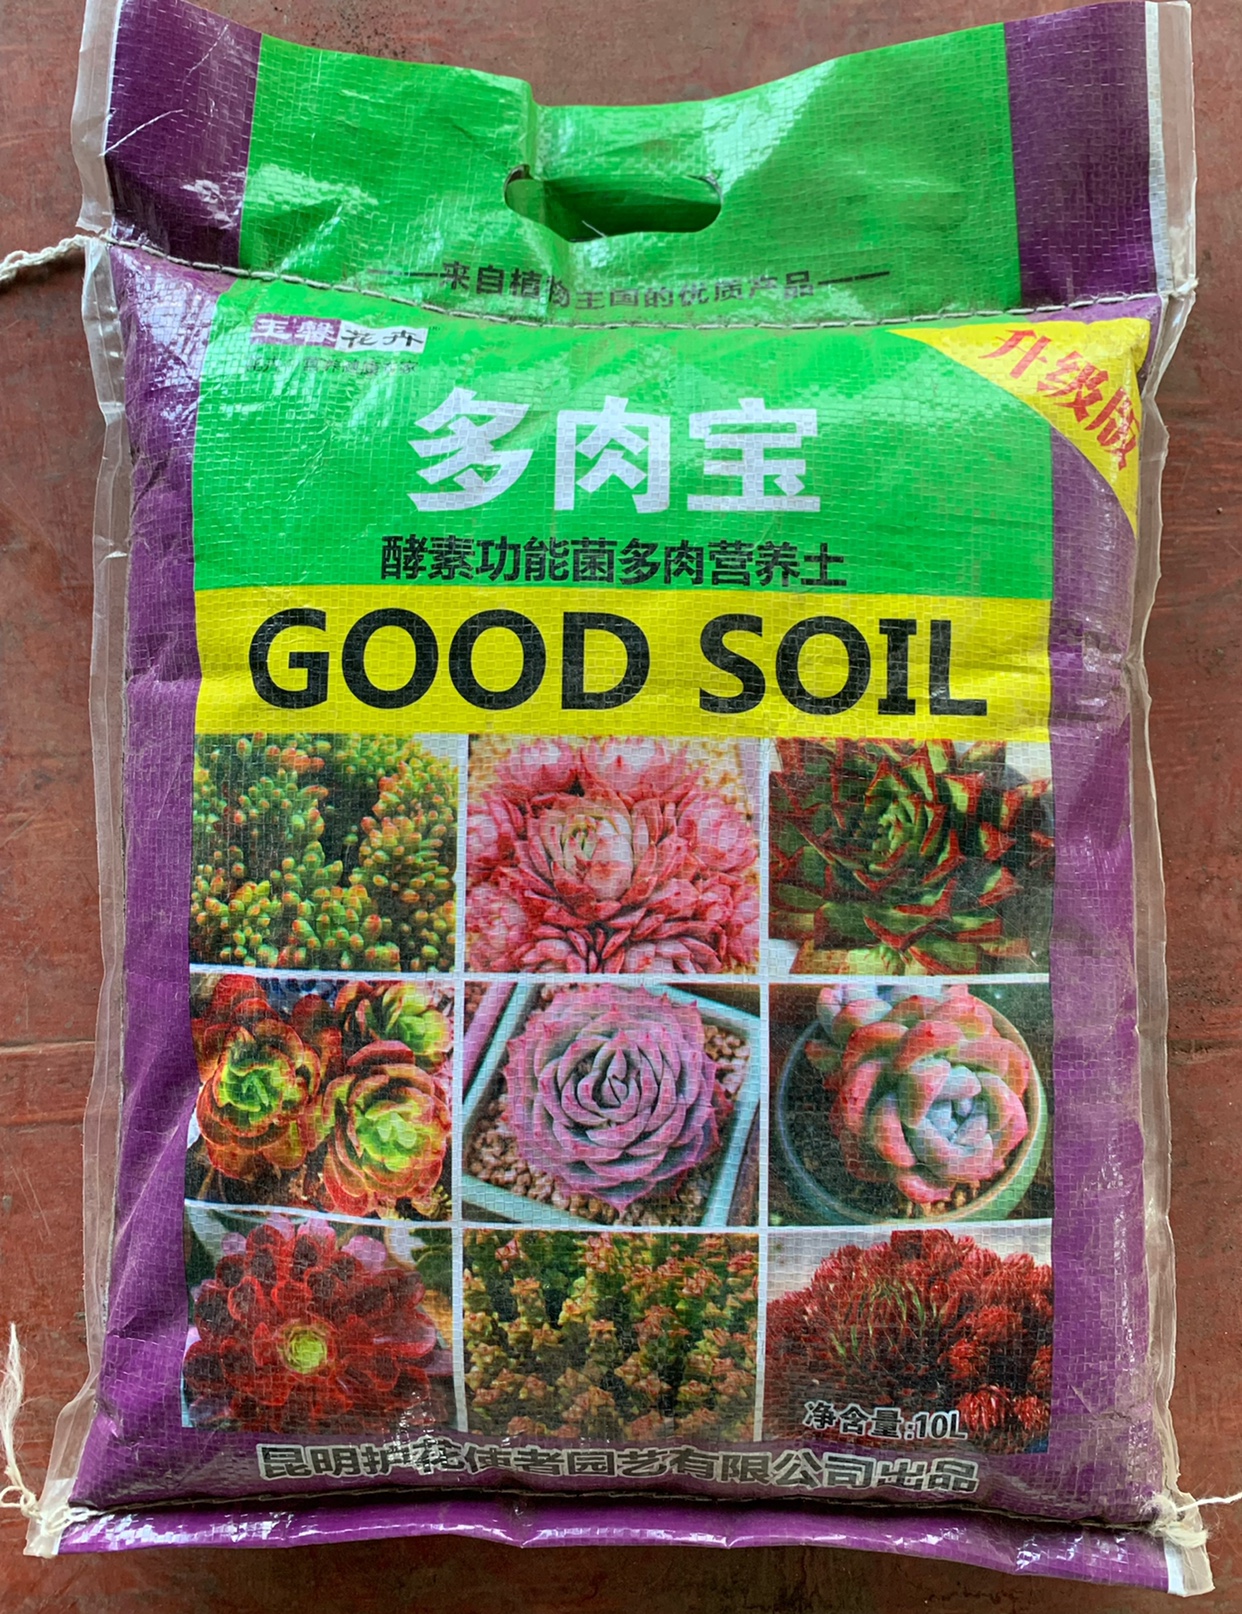 ——来自植物王国的优质产品——
玉馨花卉
升级版
多肉宝
酵素功能菌多肉营养土
GOOD SOIL
净含量:10L
昆明护花使者园艺有限公司出品